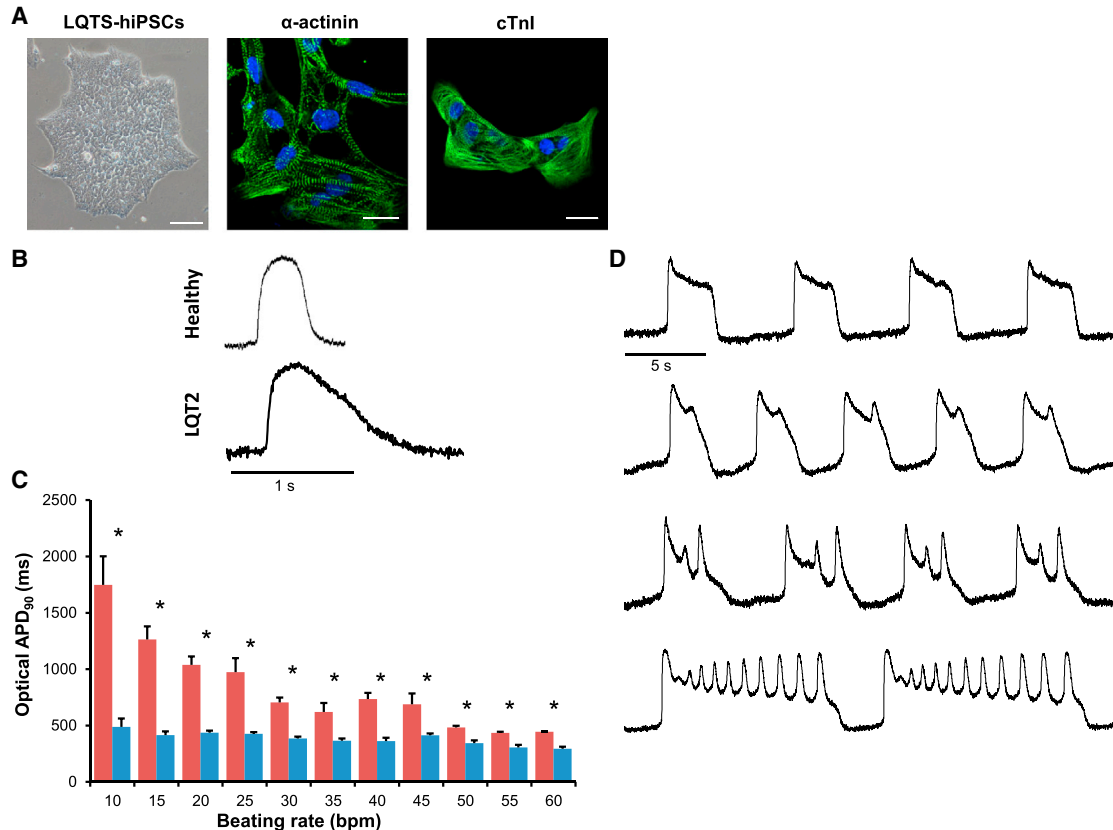 A
LQTS-hiPSCs
α-actinin
cTnI
B
Healthy
LQT2
1 s
C
Optical APD90 (ms)
2500
2000
1500
1000
500
0
* * * * * * * * * * *
10 15 20 25 30 35 40 45 50 55 60
Beating rate (bpm)
D
5 s